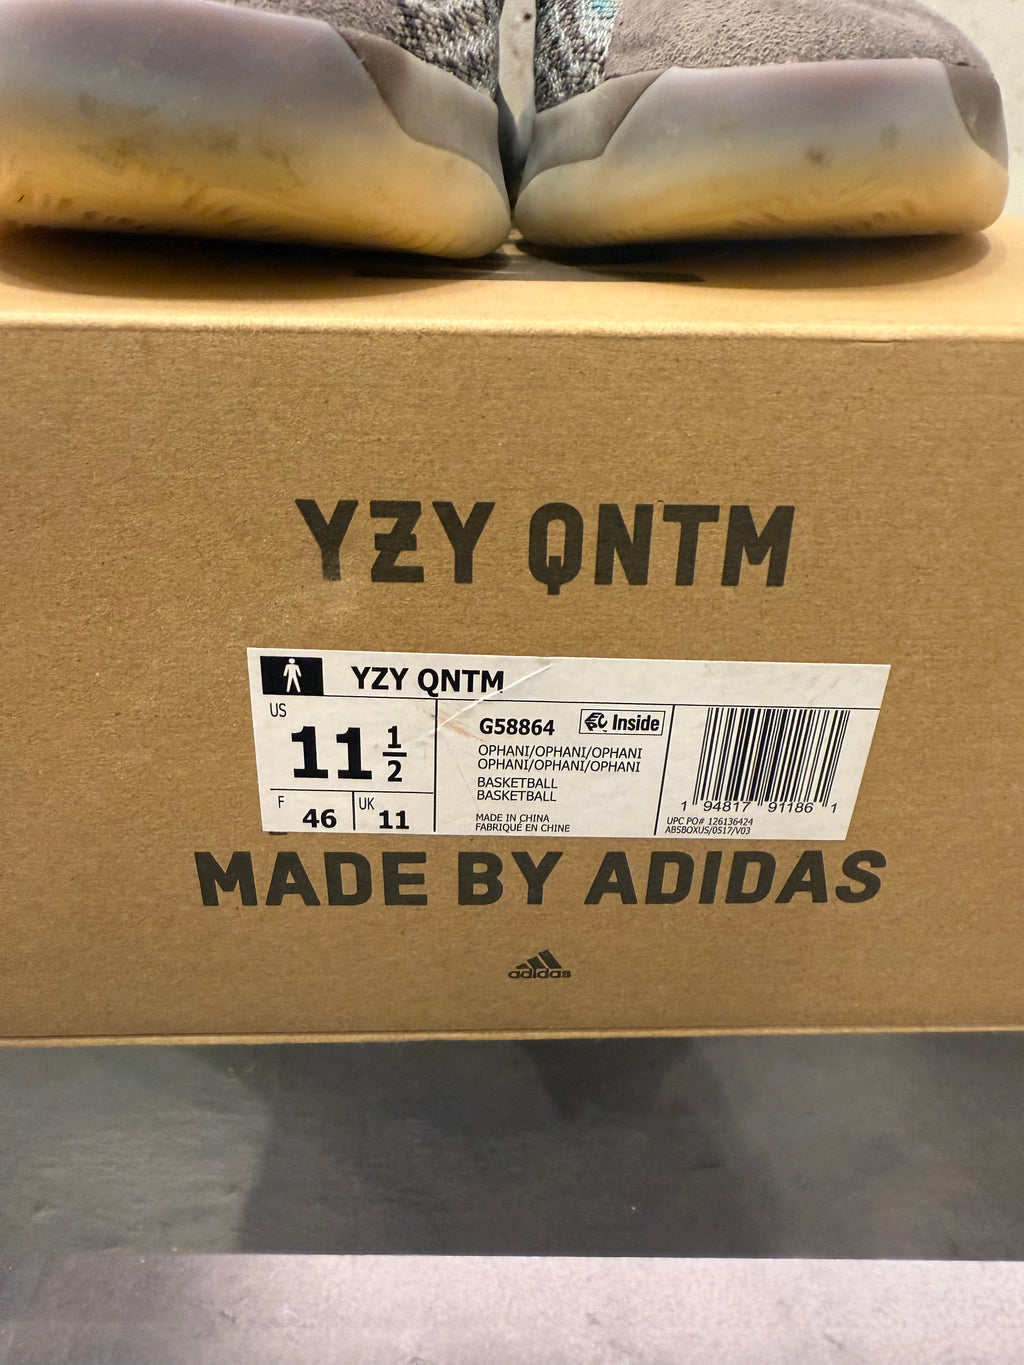 YZY QNTM
YZY QNTM
US
11 1/2
F
46
UK
11
G58864
Inside
OPHANI/OPHANI/OPHANI
OPHANI/OPHANI/OPHANI
BASKETBALL
BASKETBALL
MADE IN CHINA
FABRIQUÉ EN CHINE
1 94817 91186 1
UPC PO# 126136424
ABSBOXUS/0517/V03
MADE BY ADIDAS
adidas